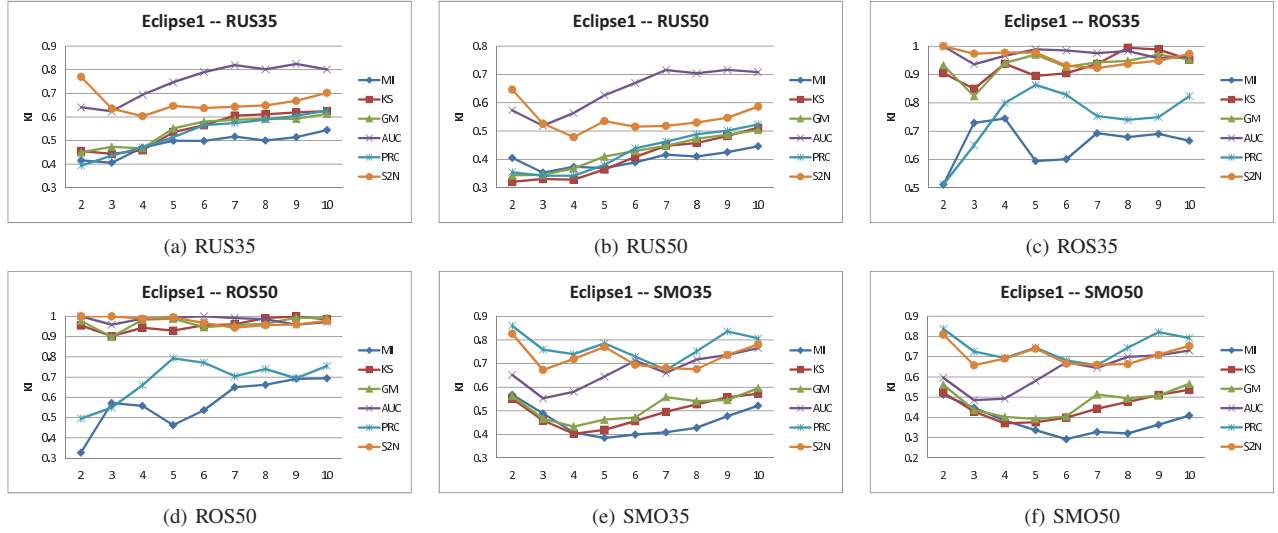 Eclipse1 -- RUS35
0.9
0.8
0.7
0.6
0.5
0.4
0.3
KI
2 3 4 5 6 7 8 9 10
MI
KS
GM
AUC
PRC
S2N
(a) RUS35
Eclipse1 -- RUS50
0.8
0.7
0.6
0.5
0.4
0.3
KI
2 3 4 5 6 7 8 9 10
MI
KS
GM
AUC
PRC
S2N
(b) RUS50
Eclipse1 -- ROS35
1
0.9
0.8
0.7
0.6
0.5
KI
2 3 4 5 6 7 8 9 10
MI
KS
GM
AUC
PRC
S2N
(c) ROS35
Eclipse1 -- ROS50
1
0.9
0.8
0.7
0.6
0.5
0.4
0.3
KI
2 3 4 5 6 7 8 9 10
MI
KS
GM
AUC
PRC
S2N
(d) ROS50
Eclipse1 -- SMO35
0.9
0.8
0.7
0.6
0.5
0.4
0.3
KI
2 3 4 5 6 7 8 9 10
MI
KS
GM
AUC
PRC
S2N
(e) SMO35
Eclipse1 -- SMO50
0.9
0.8
0.7
0.6
0.5
0.4
0.3
0.2
KI
2 3 4 5 6 7 8 9 10
MI
KS
GM
AUC
PRC
S2N
(f) SMO50